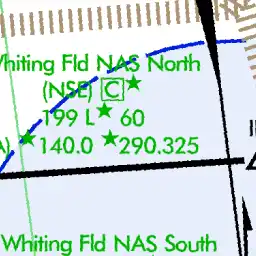 Whiting Fld NAS North
(NSE) C ★
199 L ★ 60
★ 140.0 ★ 290.325
Whiting Fld NAS South